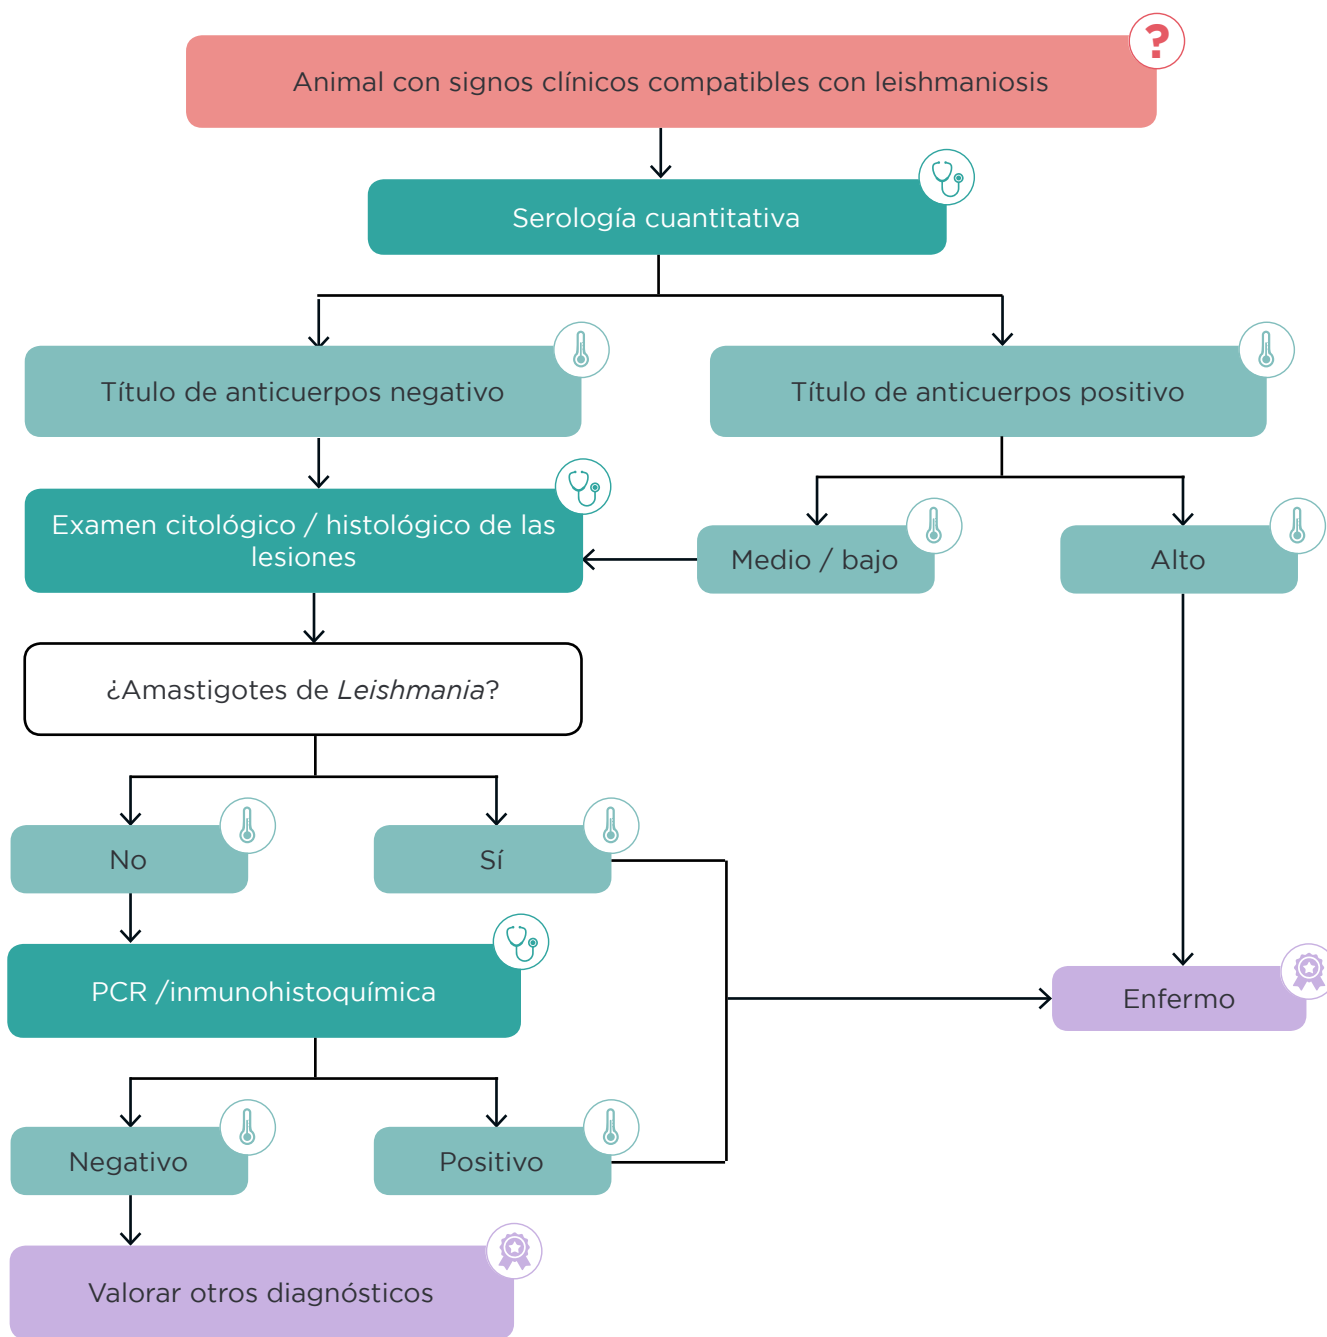 ?
Animal con signos clínicos compatibles con leishmaniosis
Serología cuantitativa
Título de anticuerpos negativo
Título de anticuerpos positivo
Examen citológico / histológico de las
lesiones
Medio / bajo
Alto
¿Amastigotes de Leishmania?
No
Sí
PCR /inmunohistoquímica
Enfermo
Negativo
Positivo
Valorar otros diagnósticos